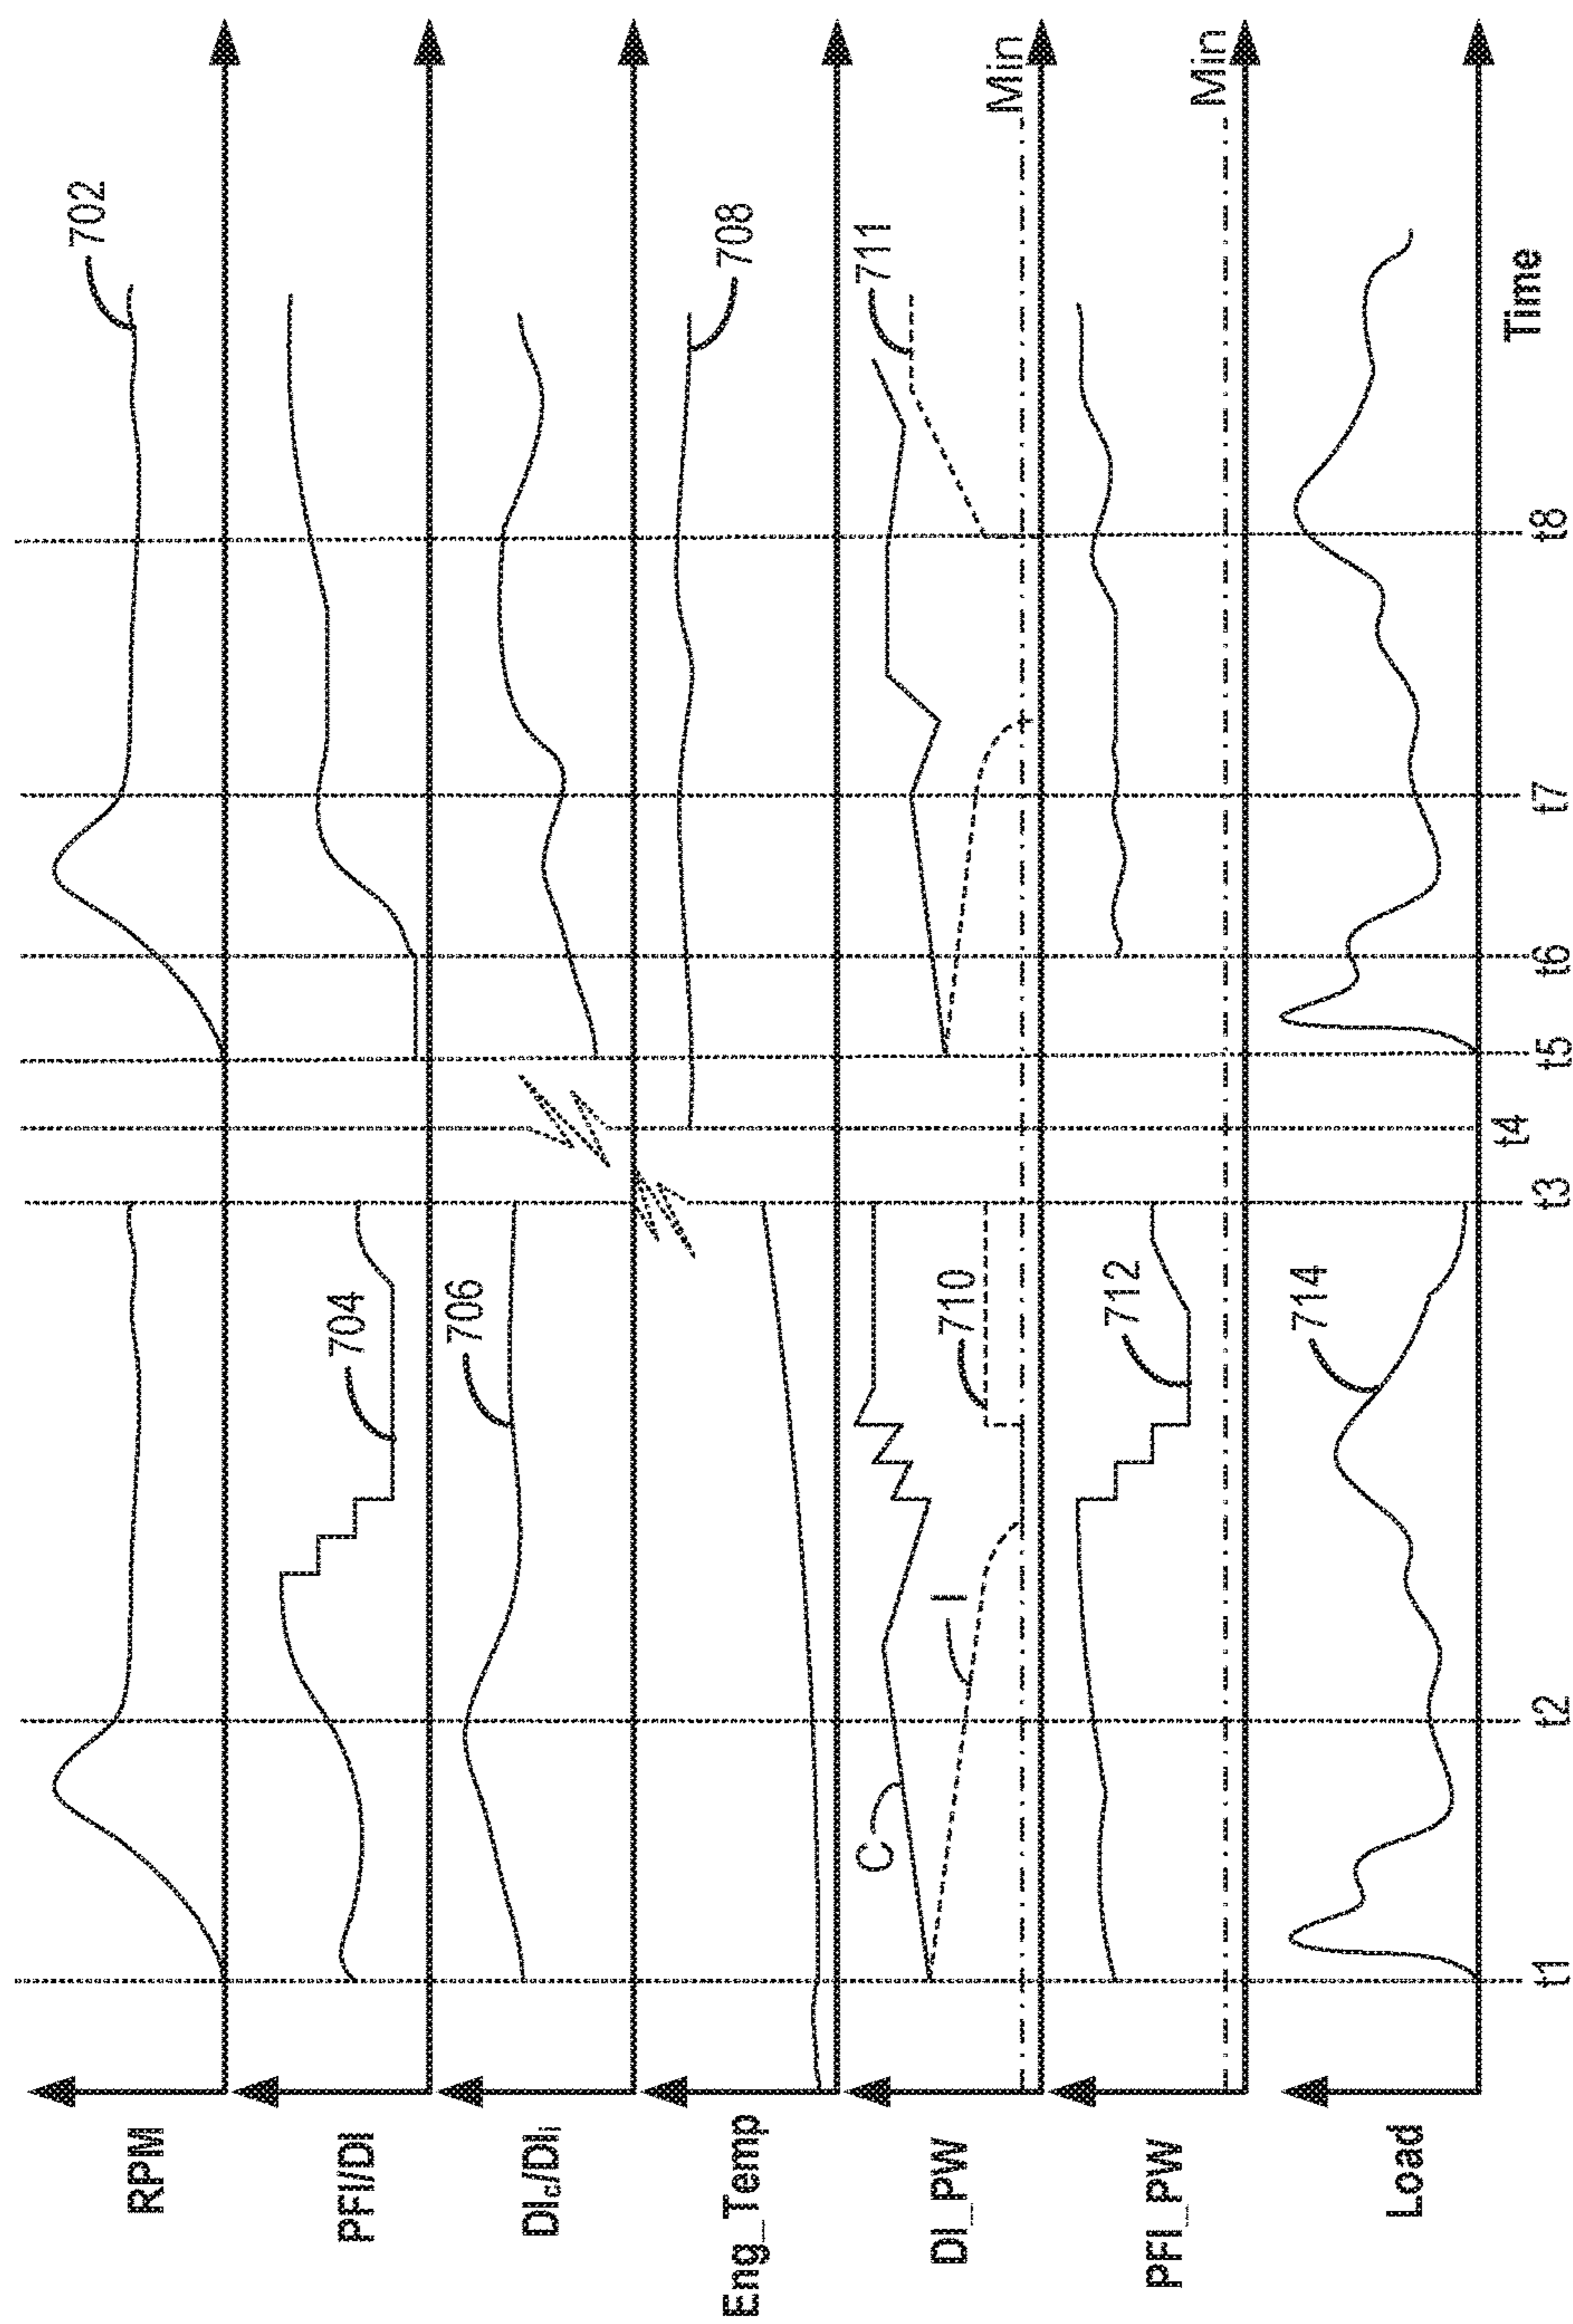 RPM
702
PFI/DI
704
DIc/DIi
706
Eng_Temp
708
DI_PW
C
I
710
711
Min
PFI_PW
712
Min
Load
714
t1
t2
t3
t4
t5
t6
t7
t8
Time